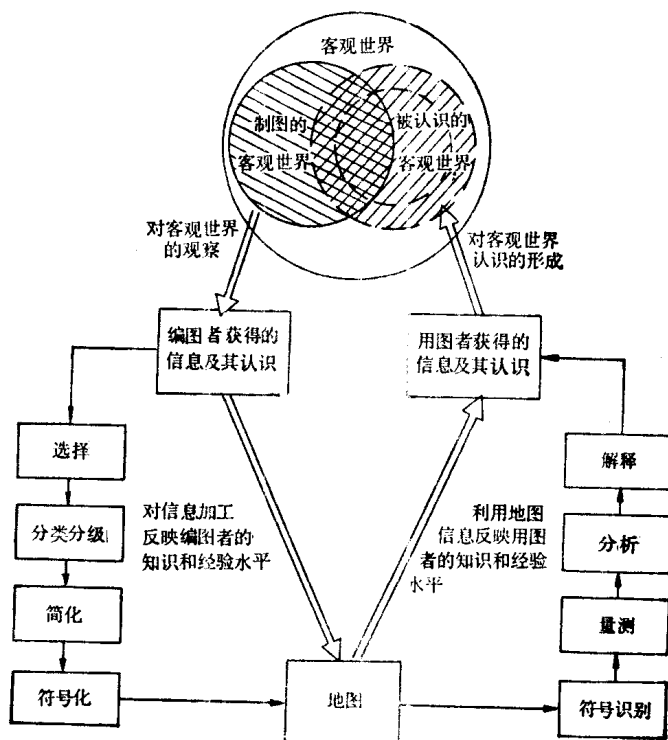 客观世界
制图的
客观世界
被认识的
客观世界
对客观世界
的观察
对客观世界
认识的形成
编图者获得的
信息及其认识
用图者获得的
信息及其认识
选择
分类分级
简化
符号化
对信息加工
反映编图者的
知识和经验水平
利用地图
信息反映用图
者的知识和经验
水平
地图
解释
分析
量测
符号识别